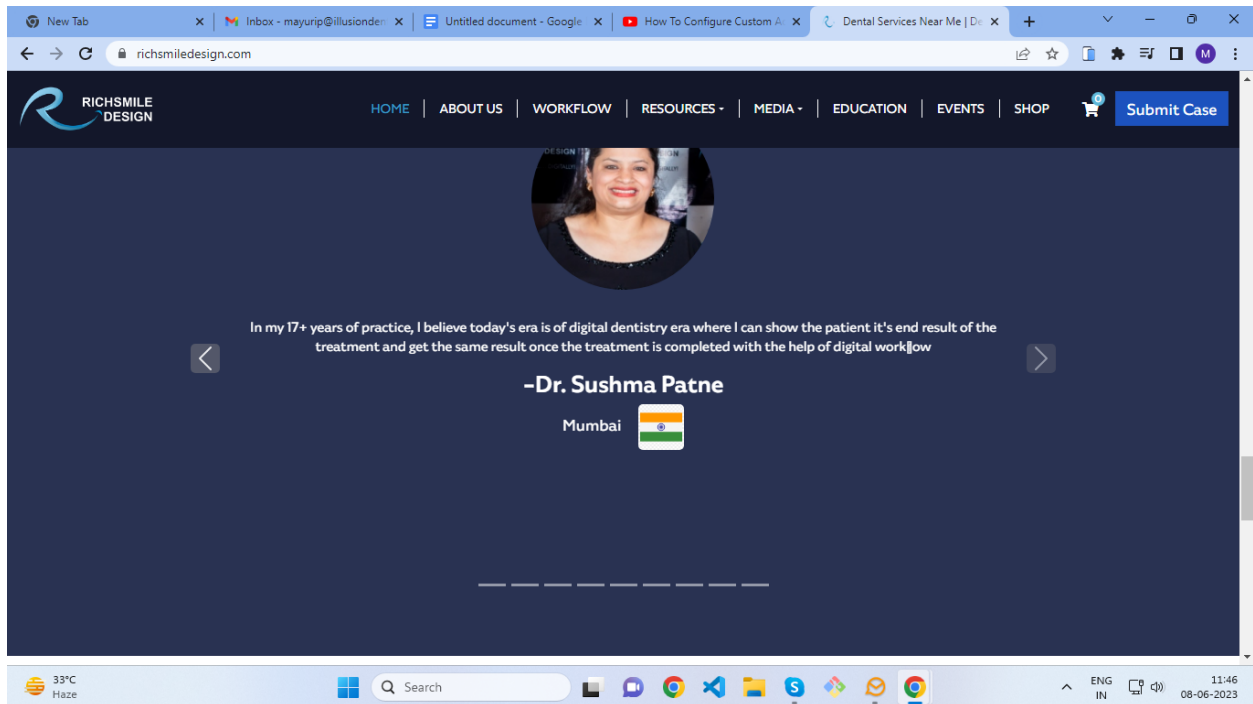 New Tab
Inbox - mayurip@illusionden
Untitled document - Google
How To Configure Custom A
Dental Services Near Me | De
richsmiledesign.com
M
RICHSMILE
DESIGN
HOME
ABOUT US
WORKFLOW
RESOURCES
MEDIA
EDUCATION
EVENTS
SHOP
0
Submit Case
In my 17+ years of practice, I believe today's era is of digital dentistry era where I can show the patient it's end result of the
treatment and get the same result once the treatment is completed with the help of digital workflow
-Dr. Sushma Patne
Mumbai
33°C
Haze
Search
ENG
IN
11:46
08-06-2023